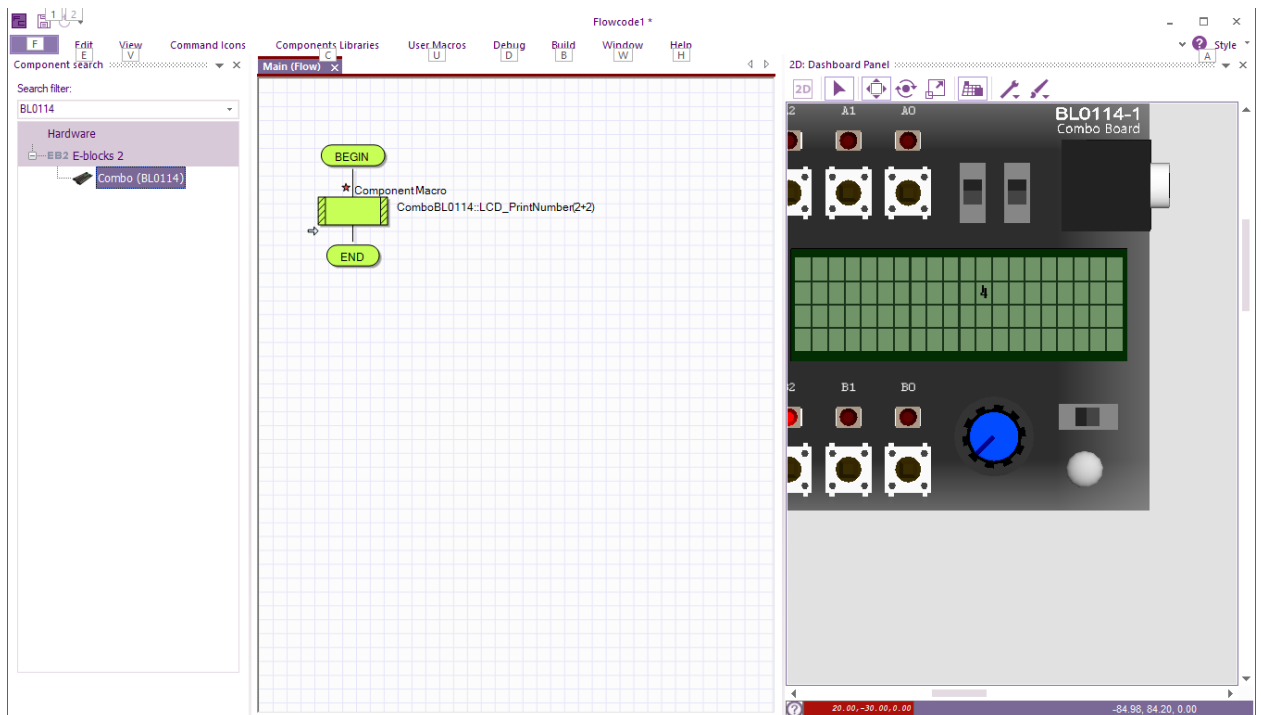 1 2
Flowcode1 *
F Edit View Command Icons Components Libraries User Macros Debug Build Window Help Style
E V C U D B W H A
Component search
Main (Flow)
2D: Dashboard Panel
Search filter:
BL0114
Hardware
EB2 E-blocks 2
Combo (BL0114)
BEGIN
Component Macro
ComboBL0114::LCD_PrintNumber(2+2)
END
2D
A1 A0
BL0114-1
Combo Board
4
B1 B0
20.00,-30.00,0.00
-84.98, 84.20, 0.00